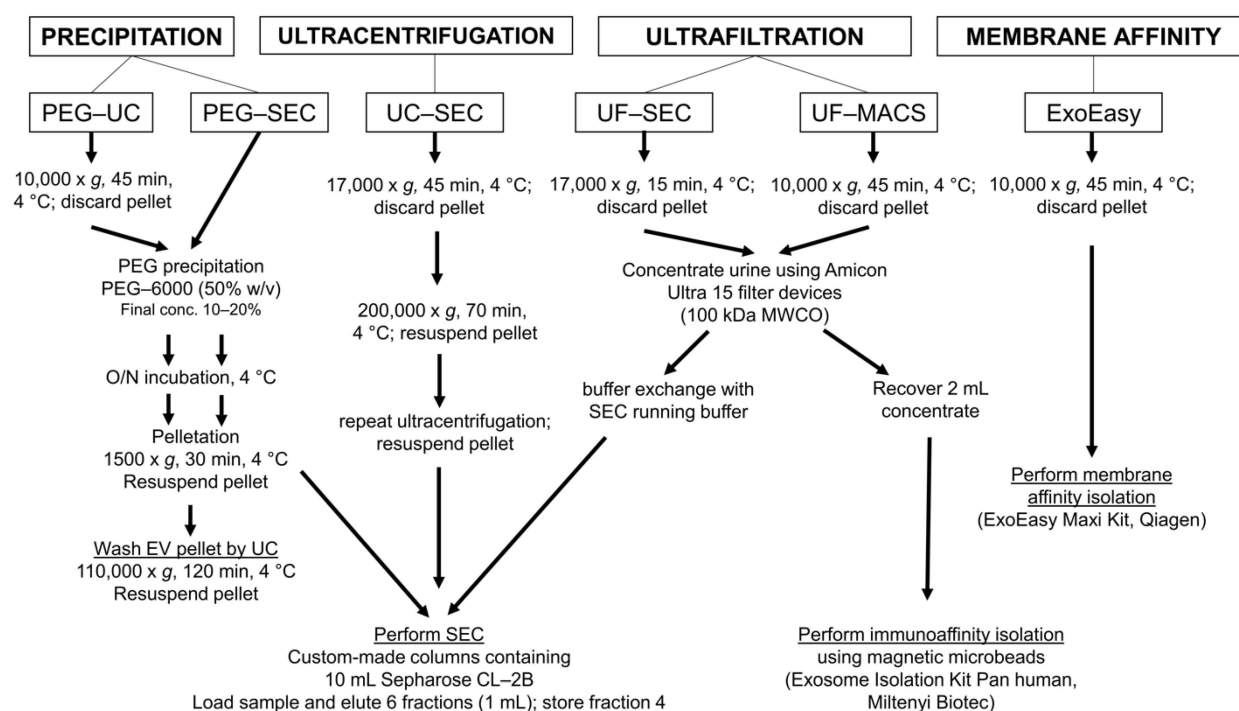 PRECIPITATION
ULTRACENTRIFUGATION
ULTRAFILTRATION
MEMBRANE AFFINITY
PEG–UC
PEG–SEC
UC–SEC
UF–SEC
UF–MACS
ExoEasy
10,000 x g, 45 min,
4 °C; discard pellet
17,000 x g, 45 min, 4 °C;
discard pellet
17,000 x g, 15 min, 4 °C;
discard pellet
10,000 x g, 45 min, 4 °C;
discard pellet
10,000 x g, 45 min, 4 °C;
discard pellet
PEG precipitation
PEG–6000 (50% w/v)
Final conc. 10–20%
200,000 x g, 70 min,
4 °C; resuspend pellet
Concentrate urine using Amicon
Ultra 15 filter devices
(100 kDa MWCO)
O/N incubation, 4 °C
repeat ultracentrifugation;
resuspend pellet
buffer exchange with
SEC running buffer
Recover 2 mL
concentrate
Pelletation
1500 x g, 30 min, 4 °C
Resuspend pellet
Perform membrane
affinity isolation
(ExoEasy Maxi Kit, Qiagen)
Wash EV pellet by UC
110,000 x g, 120 min, 4 °C
Resuspend pellet
Perform SEC
Custom-made columns containing
10 mL Sepharose CL–2B
Load sample and elute 6 fractions (1 mL); store fraction 4
Perform immunoaffinity isolation
using magnetic microbeads
(Exosome Isolation Kit Pan human,
Miltenyi Biotec)